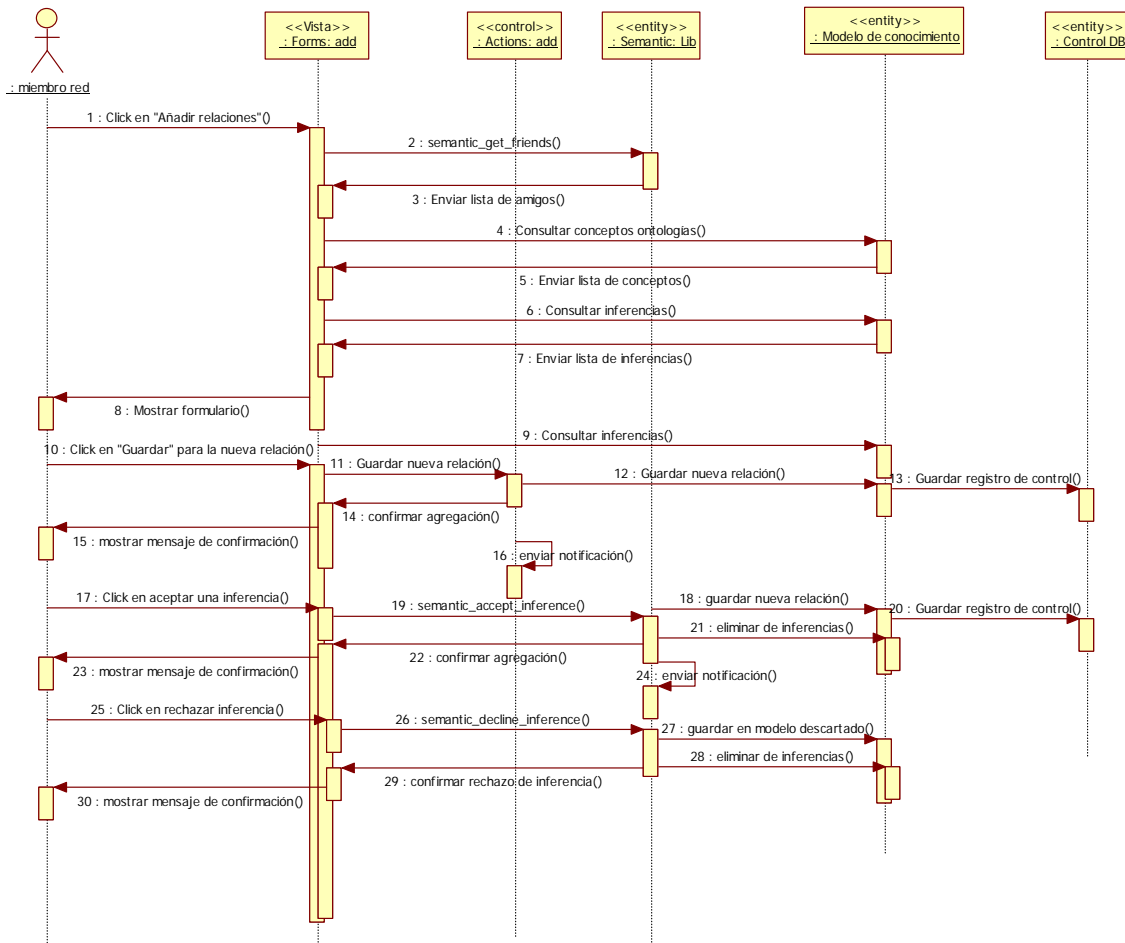 <<Vista>>
: Forms: add
<<control>>
: Actions: add
<<entity>>
: Semantic: Lib
<<entity>>
: Modelo de conocimiento
<<entity>>
: Control DB
: miembro red
1 : Click en "Añadir relaciones"()
2 : semantic_get_friends()
3 : Enviar lista de amigos()
4 : Consultar conceptos ontologías()
5 : Enviar lista de conceptos()
6 : Consultar inferencias()
7 : Enviar lista de inferencias()
8 : Mostrar formulario()
9 : Consultar inferencias()
10 : Click en "Guardar" para la nueva relación()
11 : Guardar nueva relación()
12 : Guardar nueva relación()
13 : Guardar registro de control()
14 : confirmar agregación()
15 : mostrar mensaje de confirmación()
16 : enviar notificación()
17 : Click en aceptar una inferencia()
18 : guardar nueva relación()
19 : semantic_accept_inference()
20 : Guardar registro de control()
21 : eliminar de inferencias()
22 : confirmar agregación()
23 : mostrar mensaje de confirmación()
24 : enviar notificación()
25 : Click en rechazar inferencia()
26 : semantic_decline_inference()
27 : guardar en modelo descartado()
28 : eliminar de inferencias()
29 : confirmar rechazo de inferencia()
30 : mostrar mensaje de confirmación()